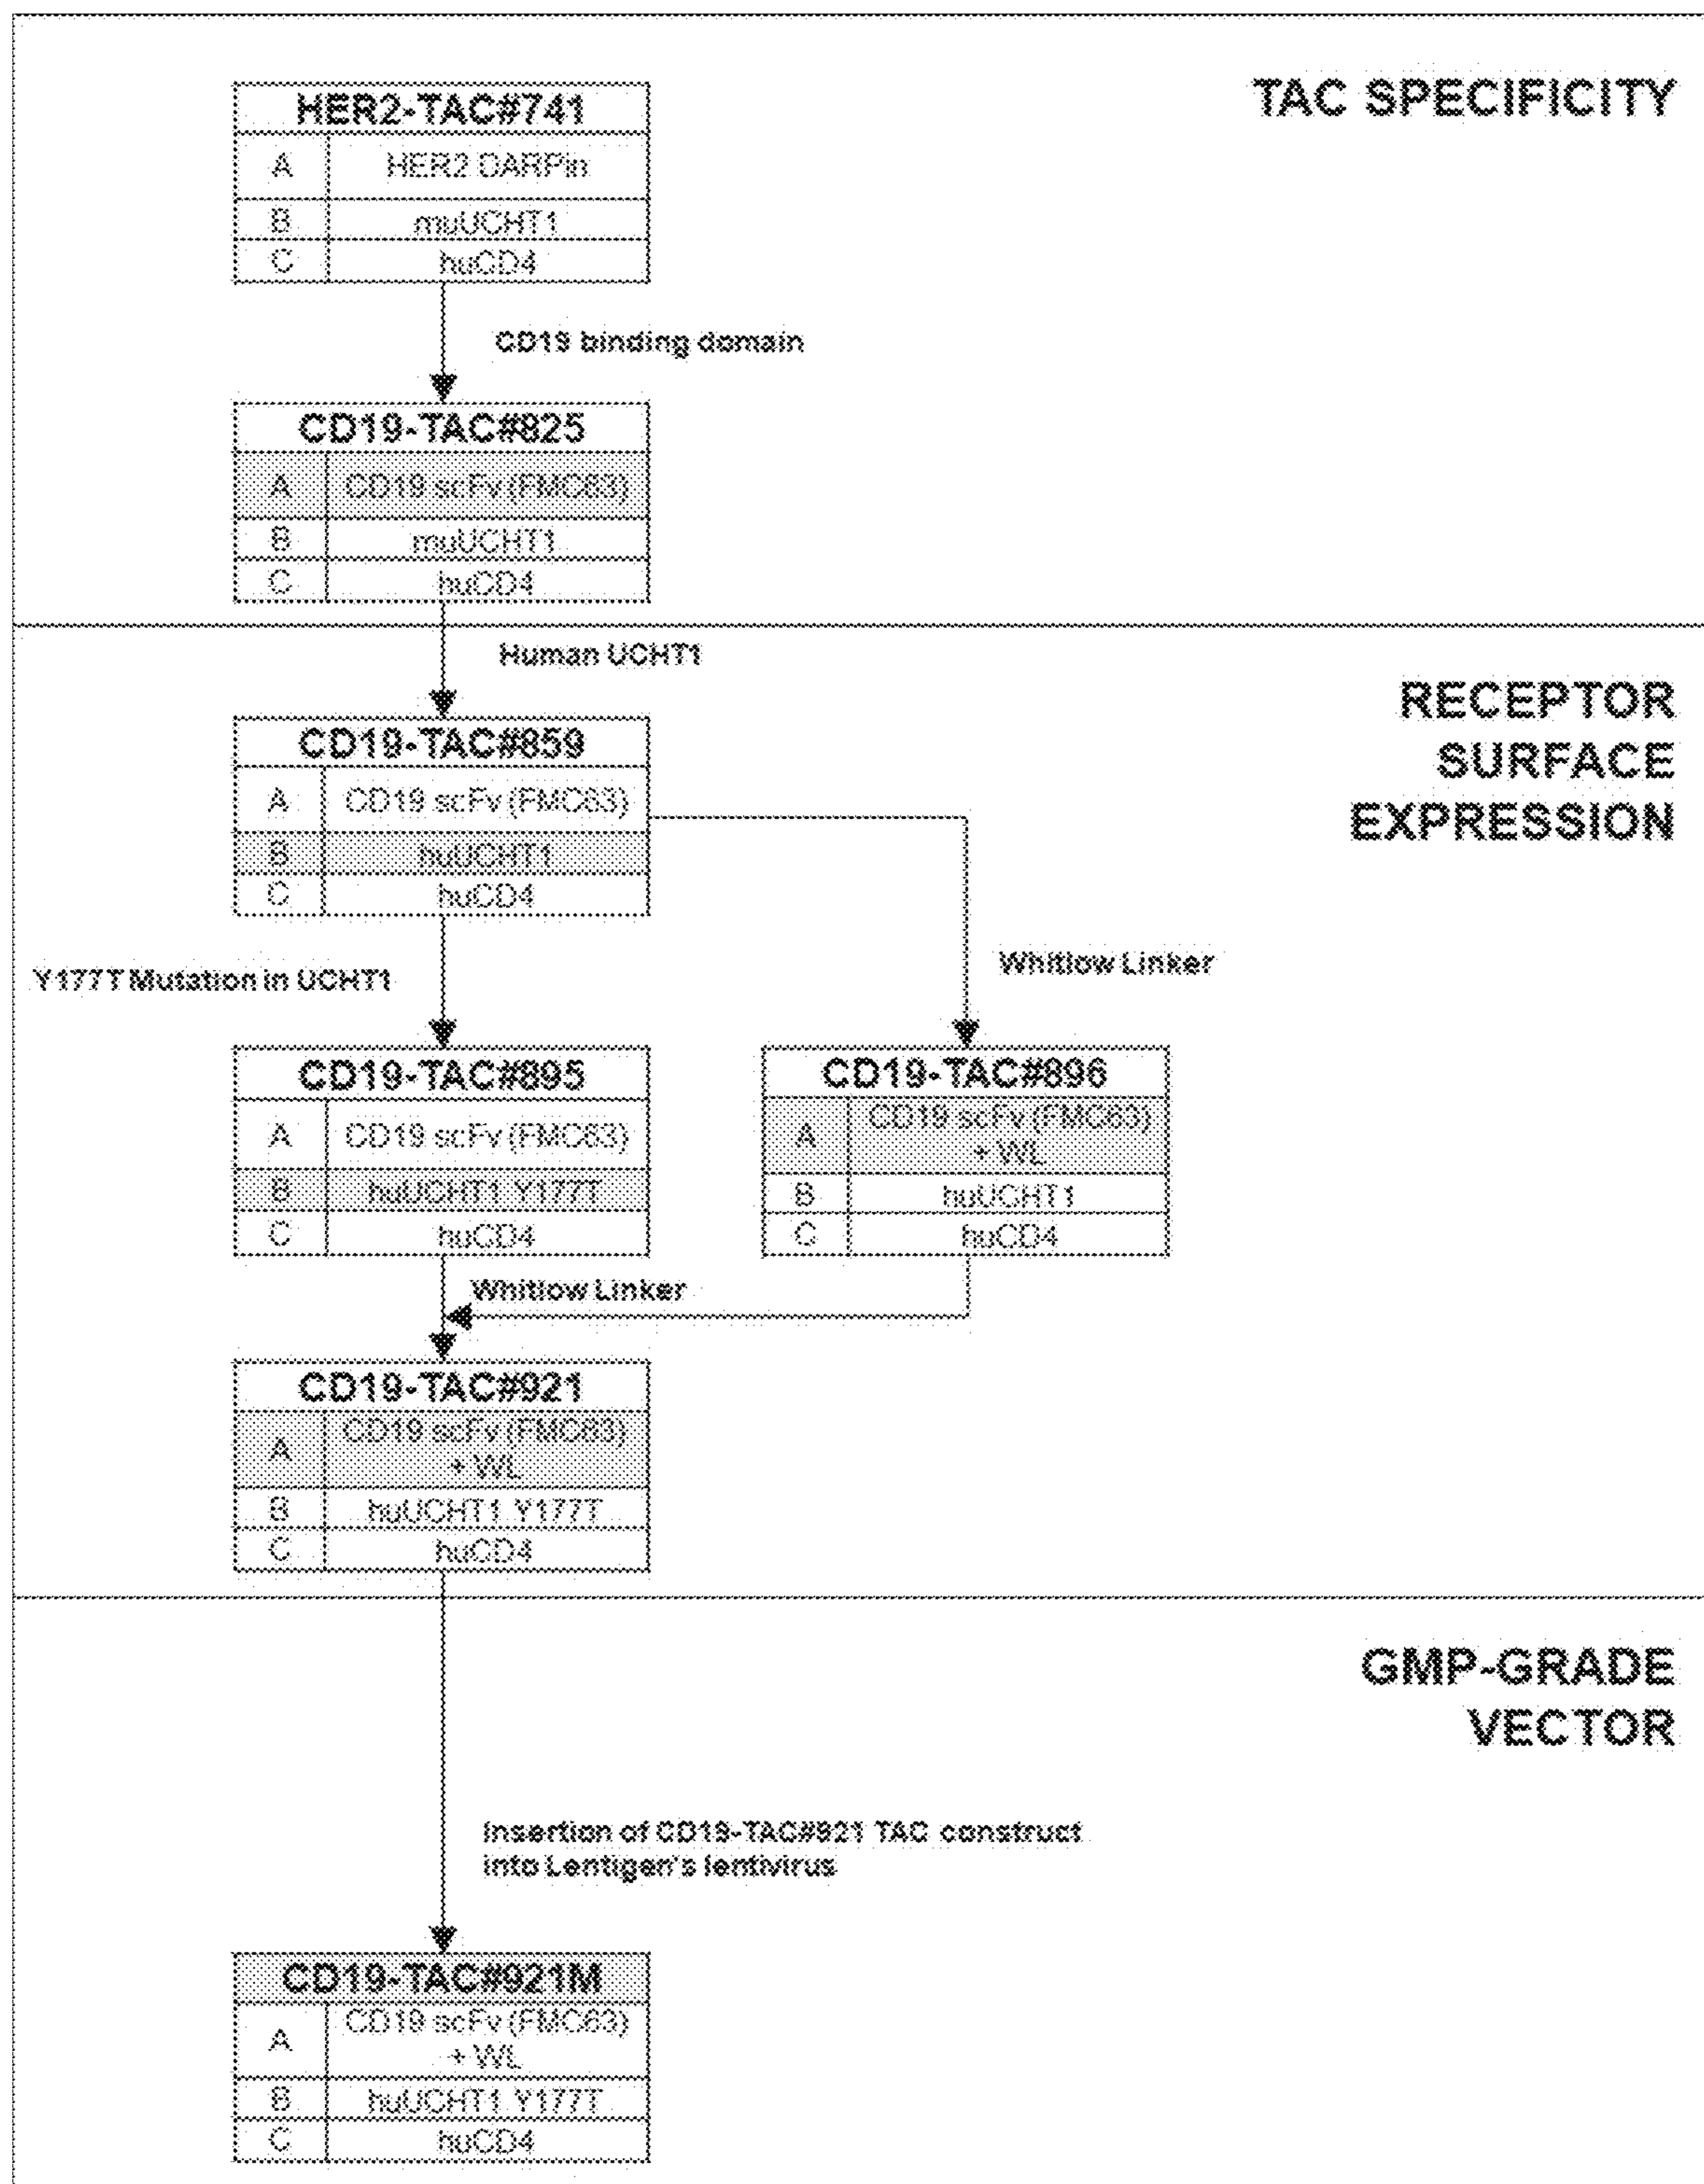 TAC SPECIFICITY
HER2-TAC#741
A HER2 DARPin
B muUCHT1
C huCD4
CD19 binding domain
CD19-TAC#825
A CD19 scFv (FMC63)
B muUCHT1
C huCD4
RECEPTOR
SURFACE
EXPRESSION
Human UCHT1
CD19-TAC#859
A CD19 scFv (FMC63)
B huUCHT1
C huCD4
Y177T Mutation in UCHT1
Whitlow Linker
CD19-TAC#895
A CD19 scFv (FMC63)
B huUCHT1 Y177T
C huCD4
CD19-TAC#896
A CD19 scFv (FMC63)
+ WL
B huUCHT1
C huCD4
Whitlow Linker
CD19-TAC#921
A CD19 scFv (FMC63)
+ WL
B huUCHT1 Y177T
C huCD4
GMP-GRADE
VECTOR
Insertion of CD19-TAC#921 TAC construct
into Lentigen's lentivirus
CD19-TAC#921M
A CD19 scFv (FMC63)
+ WL
B huUCHT1 Y177T
C huCD4